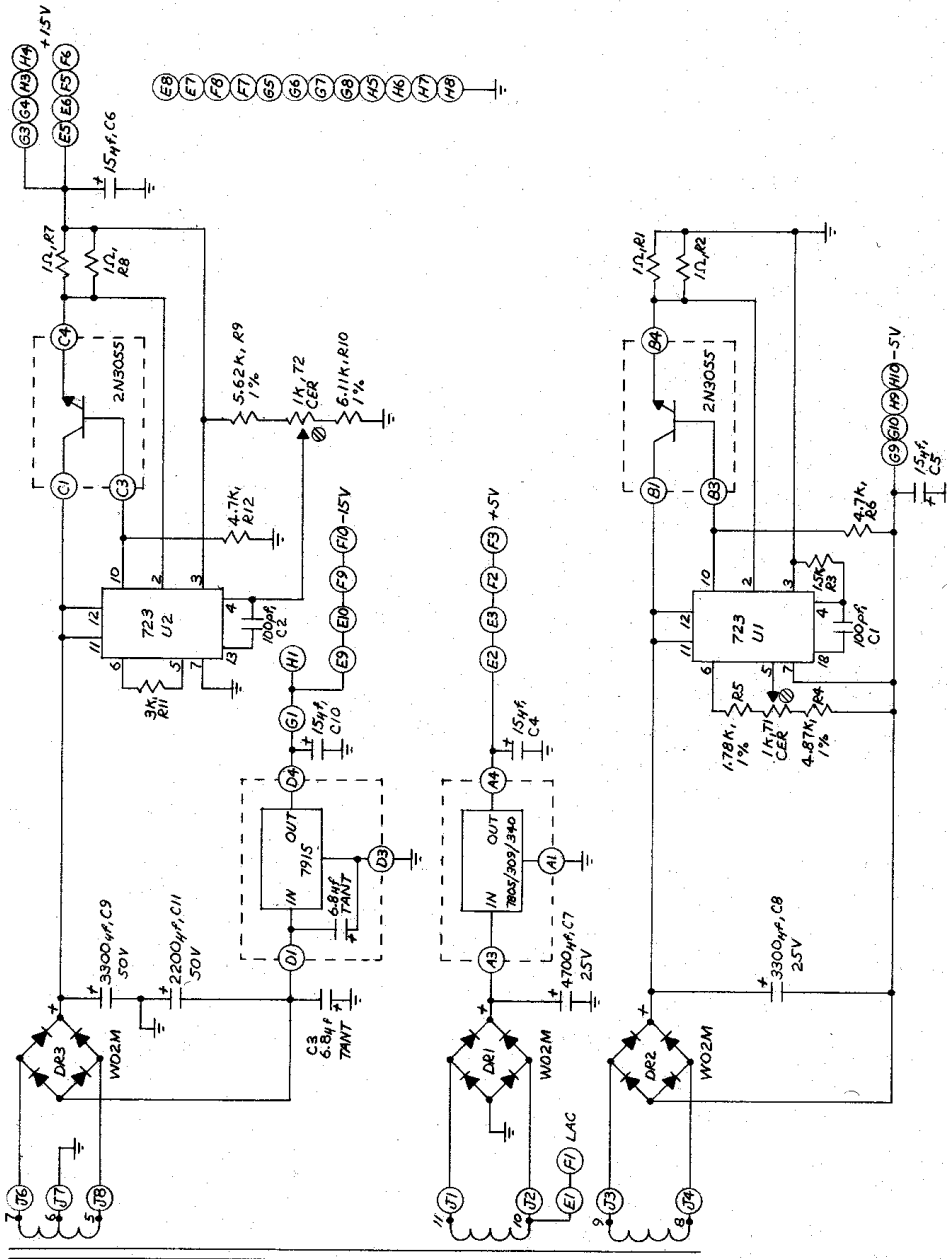 7
6
5
J6
J7
J8
DR3
W02M
+
+ 3300µf, C9
50V
+ 2200µf, C11
50V
C3
6.8µf
TANT
+
11
12
723
U2
6
5
7
13
10
2
3
4
3K,
R11
100pf,
C2
4.7K,
R12
C1
C3
C4
2N3055
1Ω, R7
1Ω,
R8
5.62K, R9
1%
1K, T2
CER
6.11K, R10
1%
+ 15µf, C6
G3 G4 H3 H4
+15V
E5 E6 F5 F6
D1
IN
7915
OUT
6.8µf
TANT
+
D3
D4
+ 15µf,
C10
G1
H1
E9 E10 F9 F10 -15V
E8
E7
F8
F7
G5
G6
G7
G8
H5
H6
H7
H8
11
10
J1
J2
E1 F1 LAC
DR1
W02M
+
+ 4700µf, C7
25V
A3
IN
7805/309/340
OUT
A1
A4
+ 15µf,
C4
E2 E3 F2 F3 +5V
9
8
J3
J4
DR2
W02M
+
+ 3300µf, C8
25V
11
12
723
U1
6
5
7
18
10
2
3
4
1.78K, R5
1%
1K, T1
CER
4.87K, R4
1%
100pf,
C1
1.5K
R3
4.7K,
R6
B1
B3
B4
2N3055
1Ω, R1
1Ω, R2
G9 G10 H9 H10 -5V
+ 15µf,
C5